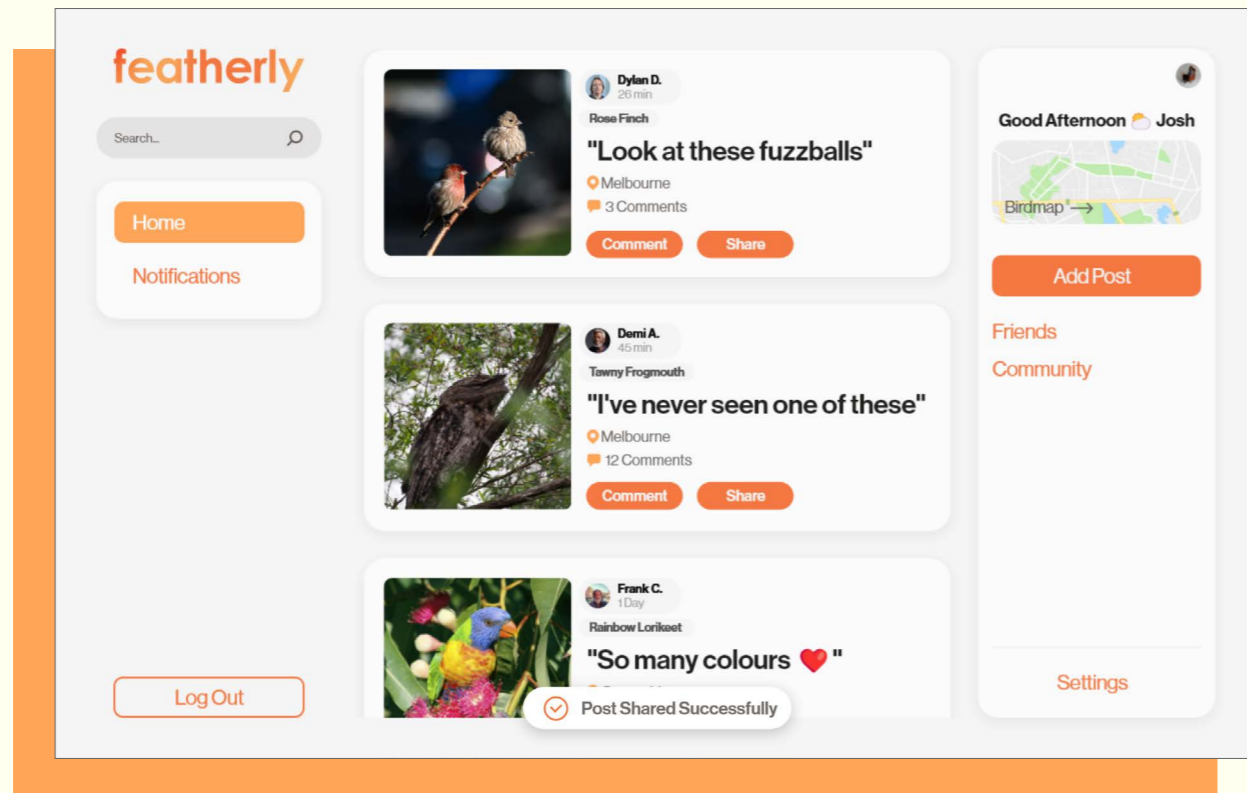 featherly
Search...
Home
Notifications
Log Out
Dylan D.
26 min
Rose Finch
"Look at these fuzzballs"
Melbourne
3 Comments
Comment Share
Demi A.
45 min
Tawny Frogmouth
"I've never seen one of these"
Melbourne
12 Comments
Comment Share
Frank C.
1 Day
Rainbow Lorikeet
"So many colours ❤️ "
Post Shared Successfully
Good Afternoon ⛅ Josh
Birdmap →
Add Post
Friends
Community
Settings